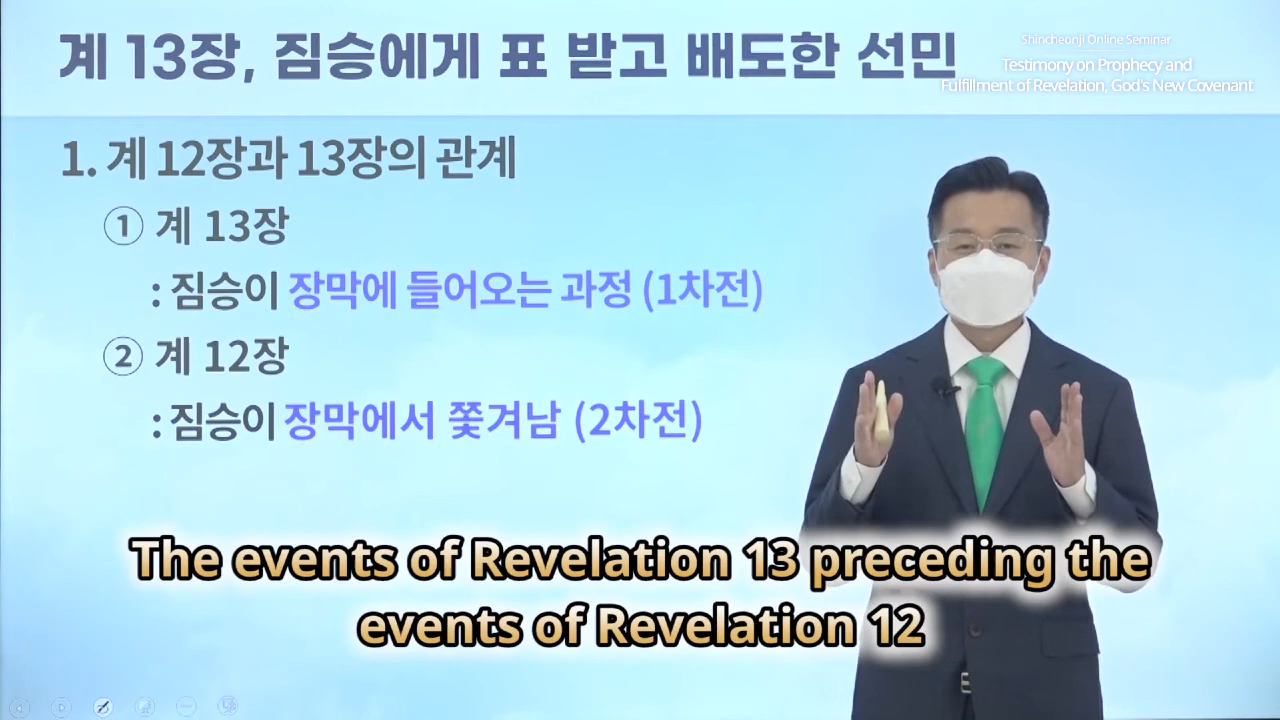 계 13장, 짐승에게 표 받고 배도한 선민
Shincheonji Online Seminar
Testimony on Prophecy and
Fulfillment of Revelation, God's New Covenant
1. 계 12장과 13장의 관계
① 계 13장
: 짐승이 장막에 들어오는 과정 (1차전)
② 계 12장
: 짐승이 장막에서 쫓겨남 (2차전)
The events of Revelation 13 preceding the
events of Revelation 12